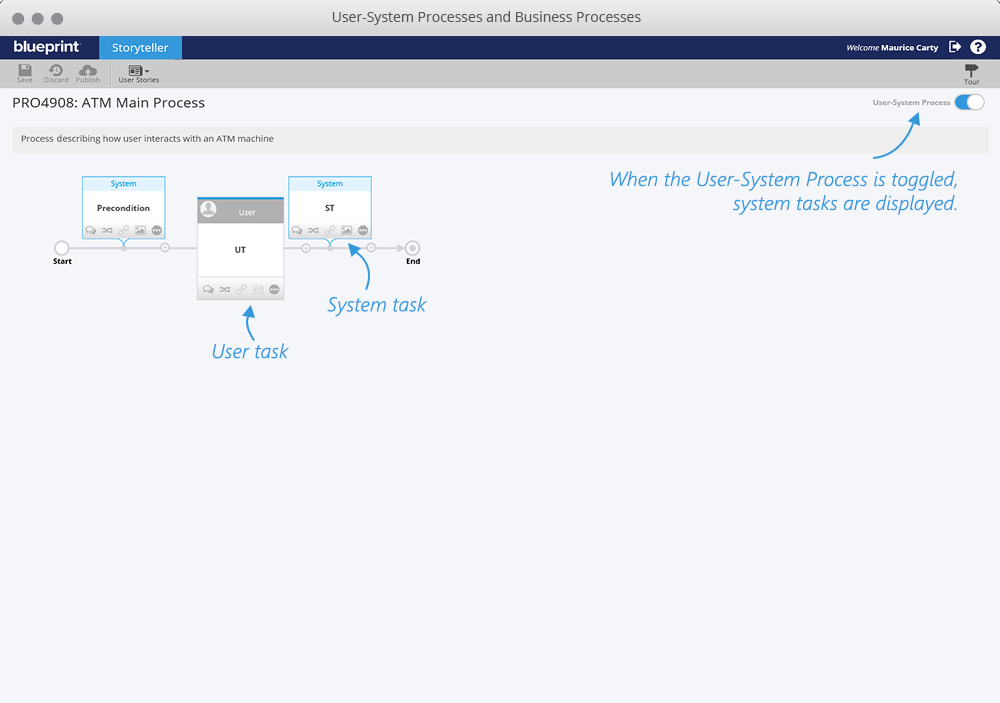 User-System Processes and Business Processes
blueprint Storyteller Welcome Maurice Carty ?
Save Discard Publish User Stories Tour
PRO4908: ATM Main Process
User-System Process
Process describing how user interacts with an ATM machine
When the User-System Process is toggled,
system tasks are displayed.
System
Precondition
User
UT
System
ST
Start
End
System task
User task